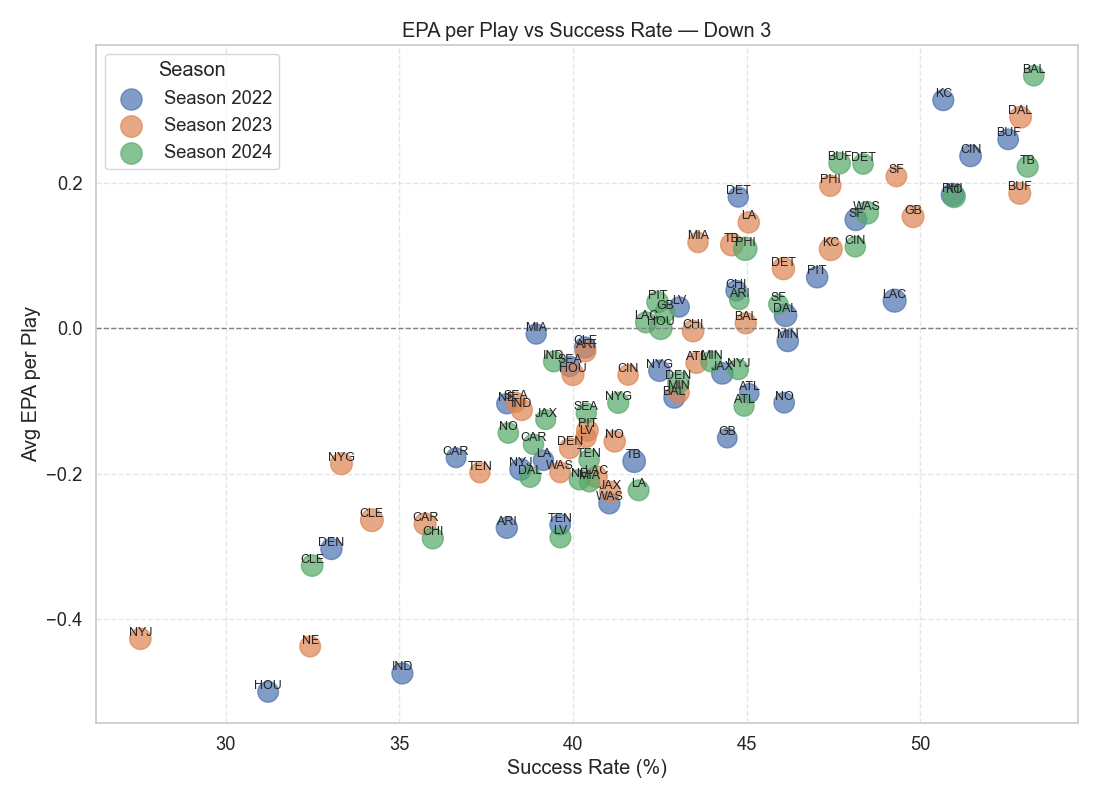 EPA per Play vs Success Rate — Down 3
Season
Season 2022
Season 2023
Season 2024
BAL
KC
DAL
BUF
CIN
TB
BUF DET
SF
PHI
BUF
DET
KC
WAS
GB
SF
LA
MIA
TB
PHI
KC
CIN
DET
PIT
CHI
ARI
LAC
PIT
LV
SF
GB
DAL
LAC
HOU
BAL
CHI
MIA
MIN
CLE
ARI
IND
SEA
HOU
CIN
NYG
ATL
MIN
JAX
NYJ
DEN
MIN
BAL
ATL
ATL
NO
NE
SEA
IND
NYG
SEA
JAX
NO
CAR
PIT
LV
NO
DEN
GB
CAR
LA
NYG
TEN
NYJ
DAL
WAS
TEN
TB
LAC
MIA
JAX
LA
WAS
CLE
CAR
CHI
ARI
TEN
LV
DEN
CLE
NYJ
NE
IND
HOU
0.2
0.0
−0.2
−0.4
Avg EPA per Play
30
35
40
45
50
Success Rate (%)